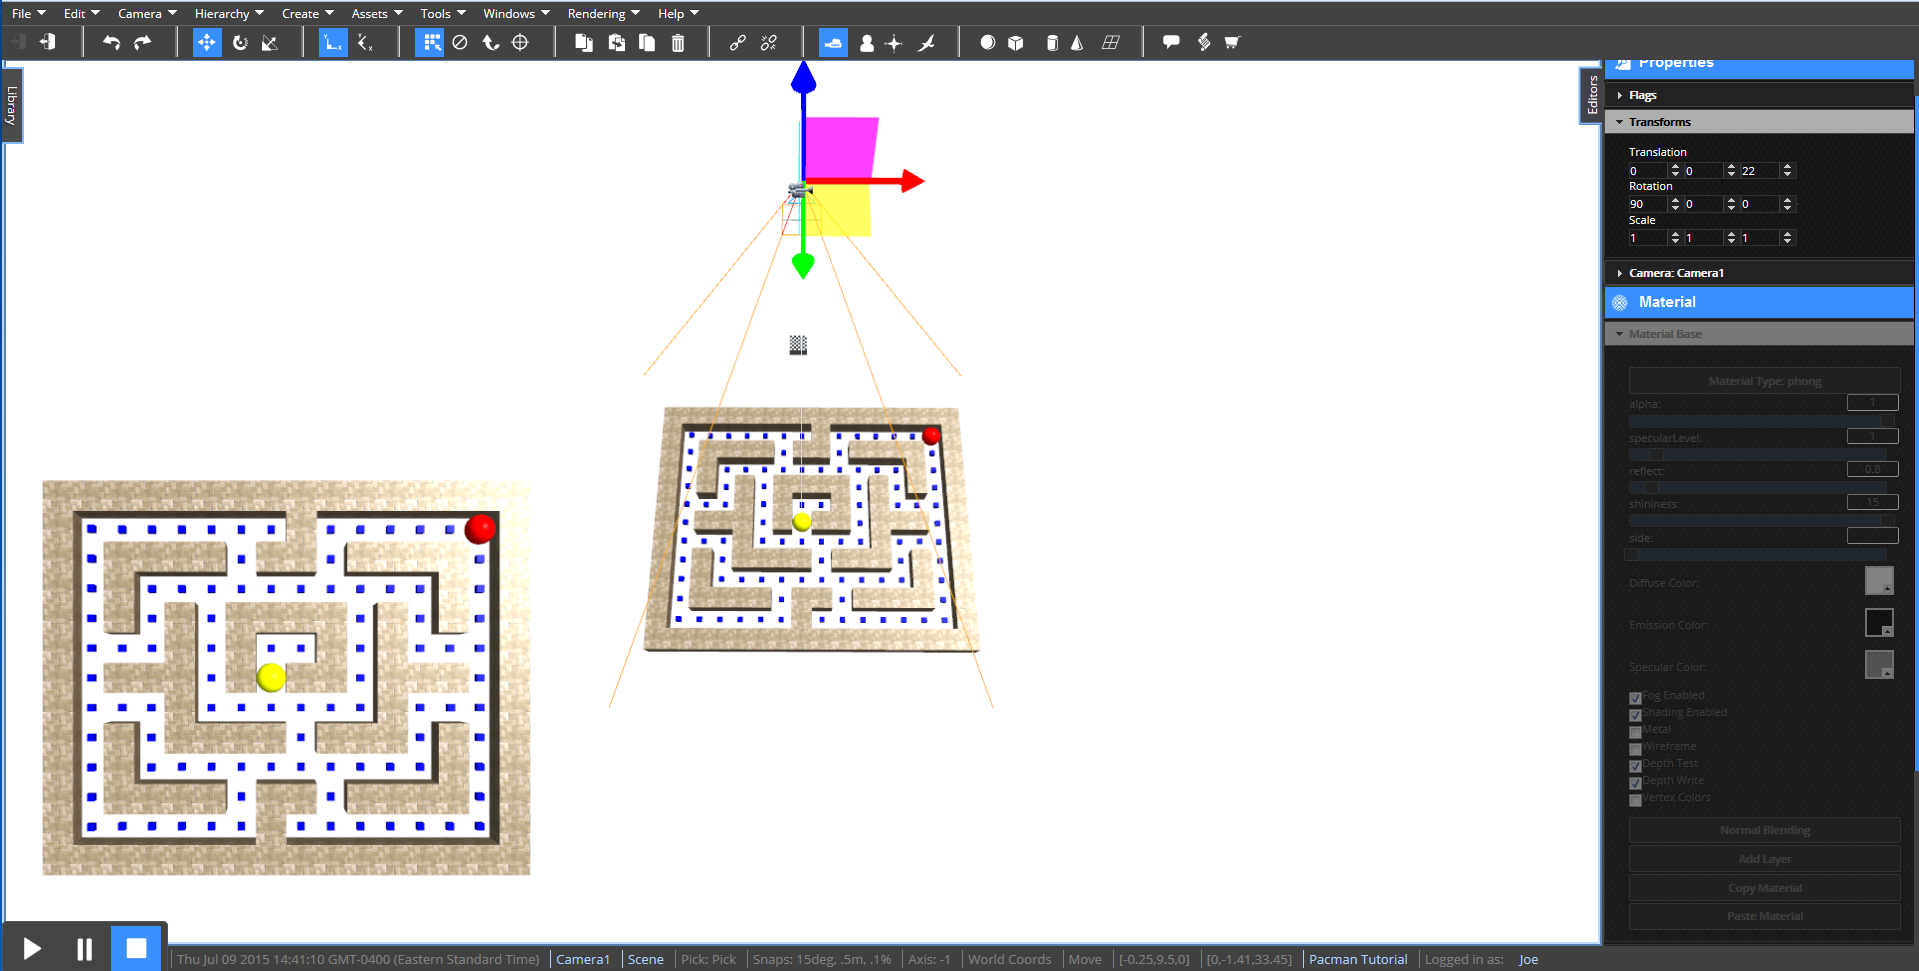 File Edit Camera Hierarchy Create Assets Tools Windows Rendering Help
Library
Editors
Properties
Flags
Transforms
Translation
0 0 22
Rotation
90 0 0
Scale
1 1 1
Camera: Camera1
Material
Material Base
Material Type: phong
alpha: 1
specularLevel: 1
reflect: 0.8
shininess: 15
side:
Diffuse Color:
Emission Color:
Specular Color:
Fog Enabled
Shading Enabled
Metal
Wireframe
Depth Test
Depth Write
Vertex Colors
Normal Blending
Add Layer
Copy Material
Paste Material
Thu Jul 09 2015 14:41:10 GMT-0400 (Eastern Standard Time) Camera1 Scene Pick: Pick Snaps: 15deg, .5m, .1% Axis: -1 World Coords Move [-0.25,9.5,0] [0,-1.41,33.45] Pacman Tutorial Logged in as: Joe